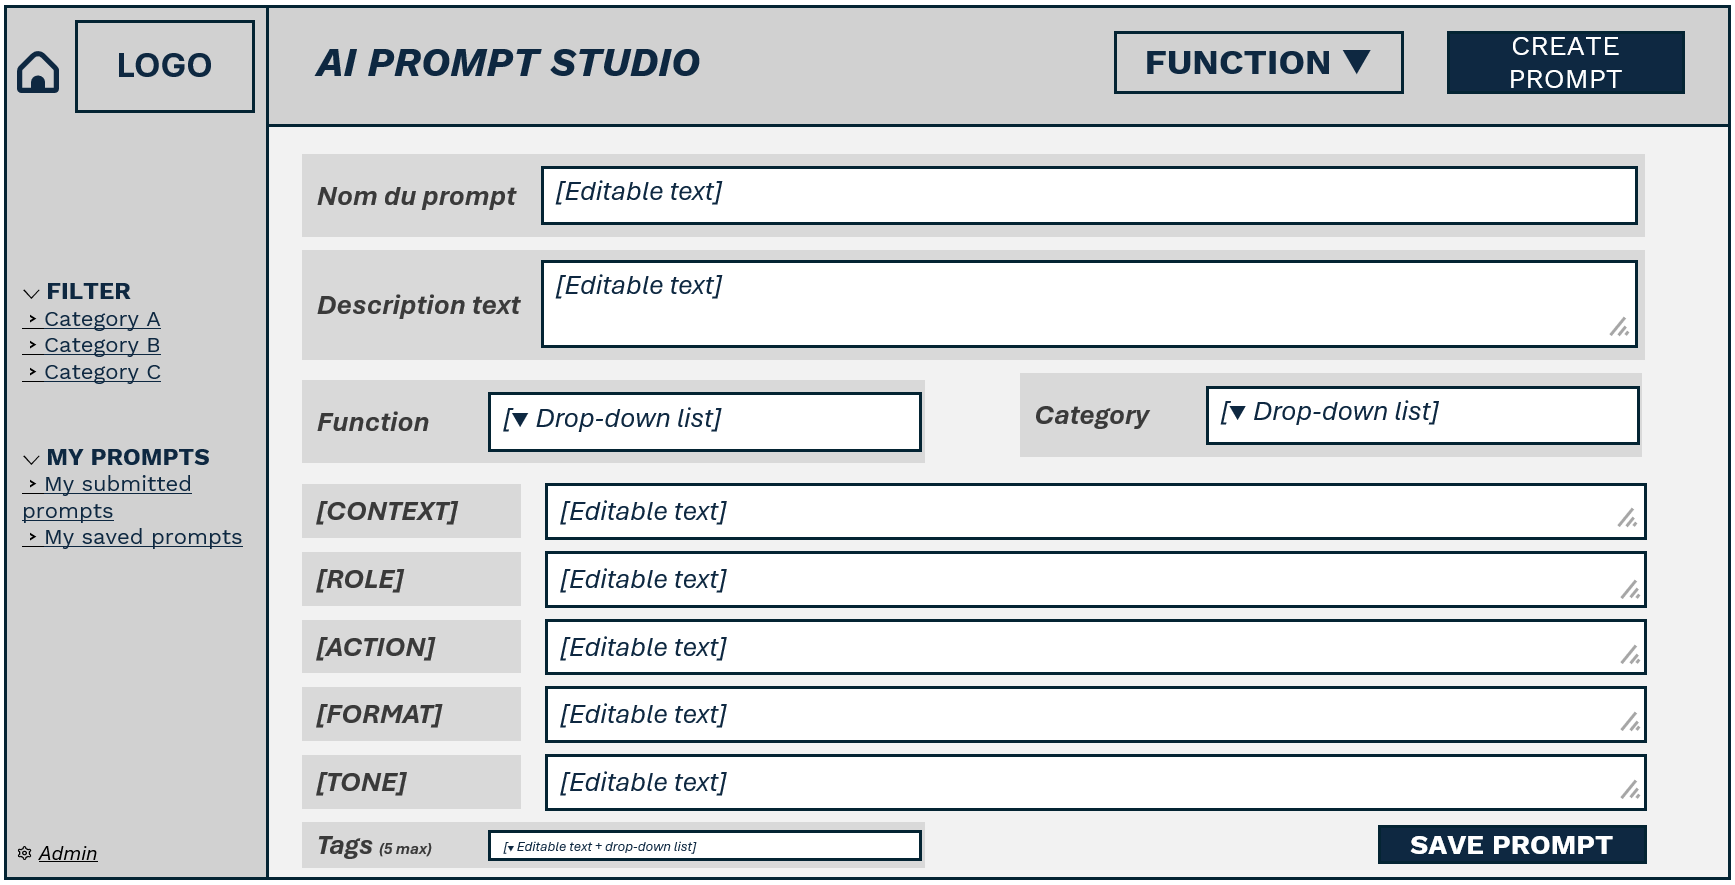 LOGO
AI PROMPT STUDIO
FUNCTION ▼
CREATE
PROMPT
FILTER
> Category A
> Category B
> Category C
MY PROMPTS
> My submitted
prompts
> My saved prompts
Admin
Nom du prompt
[Editable text]
Description text
[Editable text]
Function
[▼ Drop-down list]
Category
[▼ Drop-down list]
[CONTEXT]
[Editable text]
[ROLE]
[Editable text]
[ACTION]
[Editable text]
[FORMAT]
[Editable text]
[TONE]
[Editable text]
Tags (5 max)
[▼ Editable text + drop-down list]
SAVE PROMPT